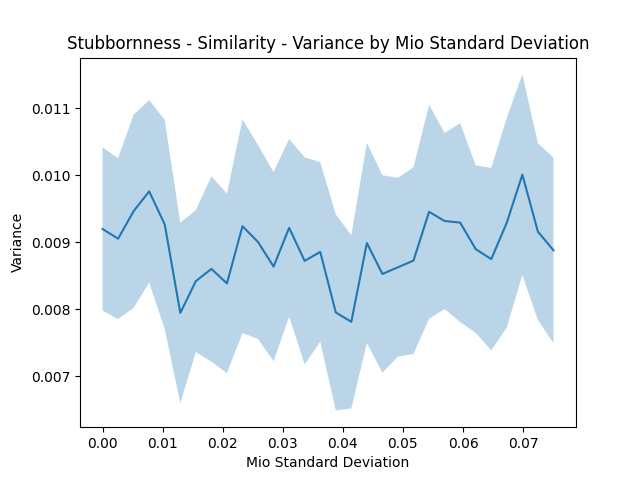 Stubbornness - Similarity - Variance by Mio Standard Deviation
0.011
0.010
0.009
0.008
0.007
Variance
0.00 0.01 0.02 0.03 0.04 0.05 0.06 0.07
Mio Standard Deviation